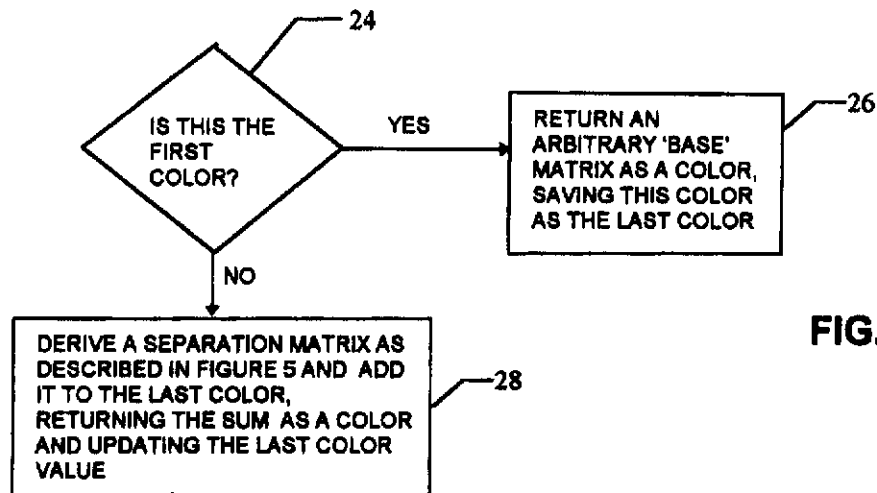 24
IS THIS THE
FIRST
COLOR?
YES
RETURN AN
ARBITRARY 'BASE'
MATRIX AS A COLOR,
SAVING THIS COLOR
AS THE LAST COLOR
26
NO
DERIVE A SEPARATION MATRIX AS
DESCRIBED IN FIGURE 5 AND ADD
IT TO THE LAST COLOR,
RETURNING THE SUM AS A COLOR
AND UPDATING THE LAST COLOR
VALUE
28
FIG.